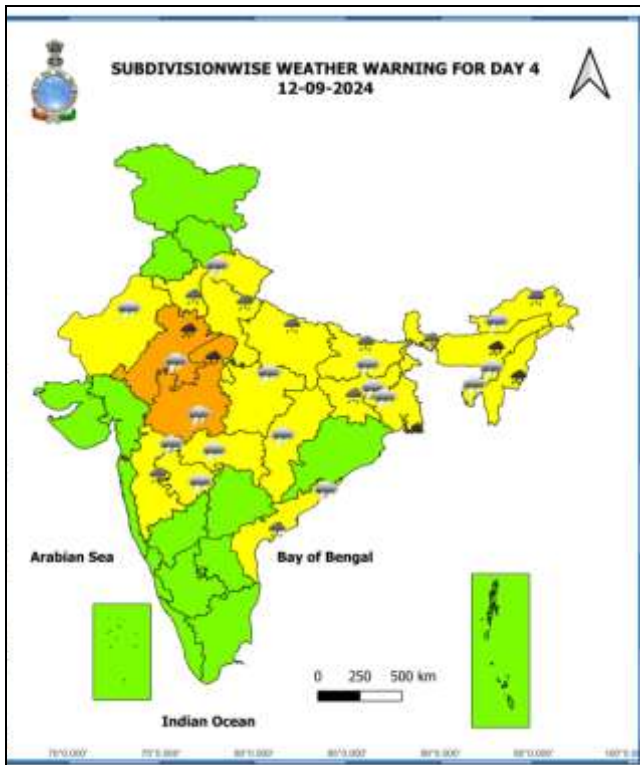 SUBDIVISIONWISE WEATHER WARNING FOR DAY 4
12-09-2024
Arabian Sea
Bay of Bengal
0 250 500 km
Indian Ocean